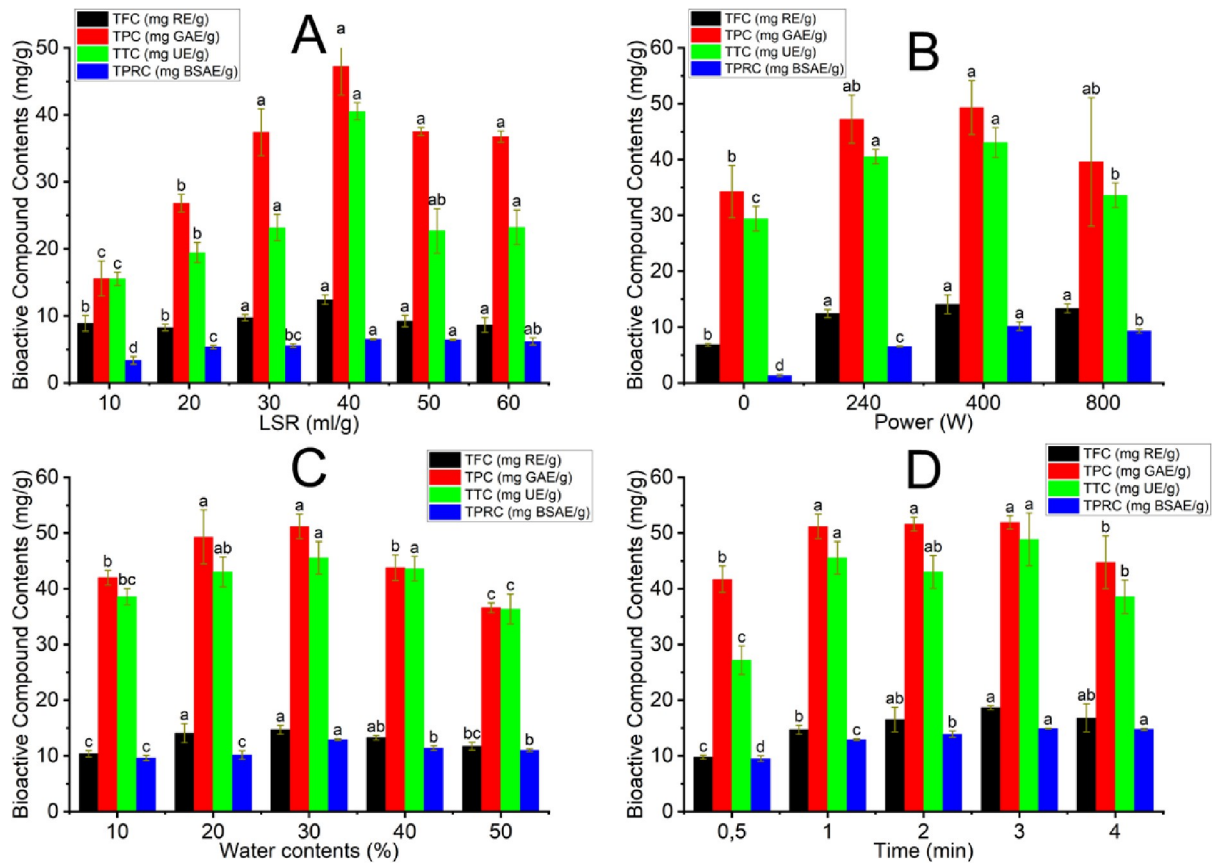 A
TFC (mg RE/g)
TPC (mg GAE/g)
TTC (mg UE/g)
TPRC (mg BSAE/g)
Bioactive Compound Contents (mg/g)
50
40
30
20
10
0
b c c d
b b b c
a a a bc
a a a a
a a ab a
a a a ab
10 20 30 40 50 60
LSR (ml/g)
B
TFC (mg RE/g)
TPC (mg GAE/g)
TTC (mg UE/g)
TPRC (mg BSAE/g)
Bioactive Compound Contents (mg/g)
60
50
40
30
20
10
0
b b c d
a ab a c
a a a a
a ab b b
0 240 400 800
Power (W)
C
TFC (mg RE/g)
TPC (mg GAE/g)
TTC (mg UE/g)
TPRC (mg BSAE/g)
Bioactive Compound Contents (mg/g)
60
50
40
30
20
10
0
c b bc c
a a ab c
a a a a
ab b a b
bc c c b
10 20 30 40 50
Water contents (%)
D
TFC (mg RE/g)
TPC (mg GAE/g)
TTC (mg UE/g)
TPRC (mg BSAE/g)
Bioactive Compound Contents (mg/g)
60
50
40
30
20
10
0
c b c d
b a a c
ab a ab b
a a a a
ab b b a
0,5 1 2 3 4
Time (min)